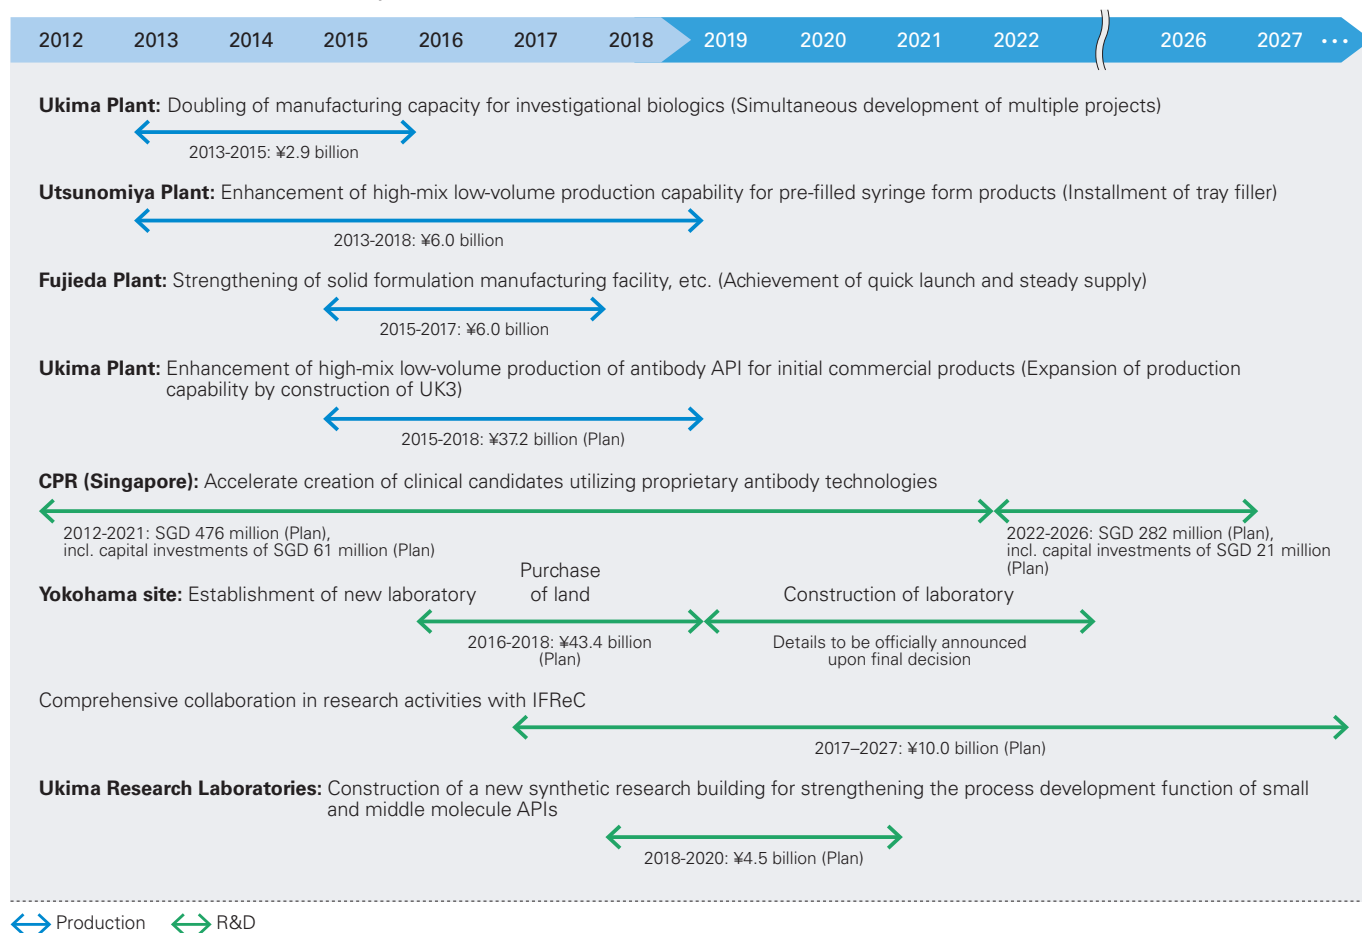 2012 2013 2014 2015 2016 2017 2018 2019 2020 2021 2022 2026 2027 ···
Ukima Plant: Doubling of manufacturing capacity for investigational biologics (Simultaneous development of multiple projects)
2013-2015: ¥2.9 billion
Utsunomiya Plant: Enhancement of high-mix low-volume production capability for pre-filled syringe form products (Installment of tray filler)
2013-2018: ¥6.0 billion
Fujieda Plant: Strengthening of solid formulation manufacturing facility, etc. (Achievement of quick launch and steady supply)
2015-2017: ¥6.0 billion
Ukima Plant: Enhancement of high-mix low-volume production of antibody API for initial commercial products (Expansion of production
capability by construction of UK3)
2015-2018: ¥37.2 billion (Plan)
CPR (Singapore): Accelerate creation of clinical candidates utilizing proprietary antibody technologies
2012-2021: SGD 476 million (Plan),
incl. capital investments of SGD 61 million (Plan)
2022-2026: SGD 282 million (Plan),
incl. capital investments of SGD 21 million
(Plan)
Yokohama site: Establishment of new laboratory
Purchase
of land
Construction of laboratory
2016-2018: ¥43.4 billion
(Plan)
Details to be officially announced
upon final decision
Comprehensive collaboration in research activities with IFReC
2017–2027: ¥10.0 billion (Plan)
Ukima Research Laboratories: Construction of a new synthetic research building for strengthening the process development function of small
and middle molecule APIs
2018-2020: ¥4.5 billion (Plan)
Production R&D